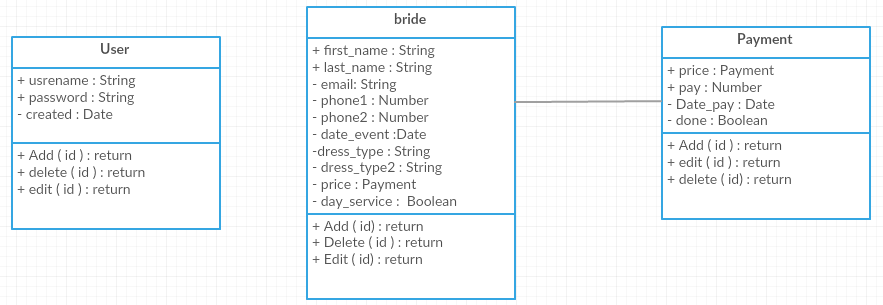 User
+ usrename : String
+ password : String
- created : Date
+ Add ( id ) : return
+ delete ( id ) : return
+ edit ( id ) : return
bride
+ first_name : String
+ last_name : String
- email: String
- phone1 : Number
- phone2 : Number
- date_event :Date
-dress_type : String
- dress_type2 : String
- price : Payment
- day_service :  Boolean
+ Add ( id) : return
+ Delete ( id ) : return
+ Edit ( id) : return
Payment
+ price : Payment
+ pay : Number
- Date_pay : Date
- done : Boolean
+ Add ( id ) : return
+ edit ( id ) : return
+ delete ( id) : return